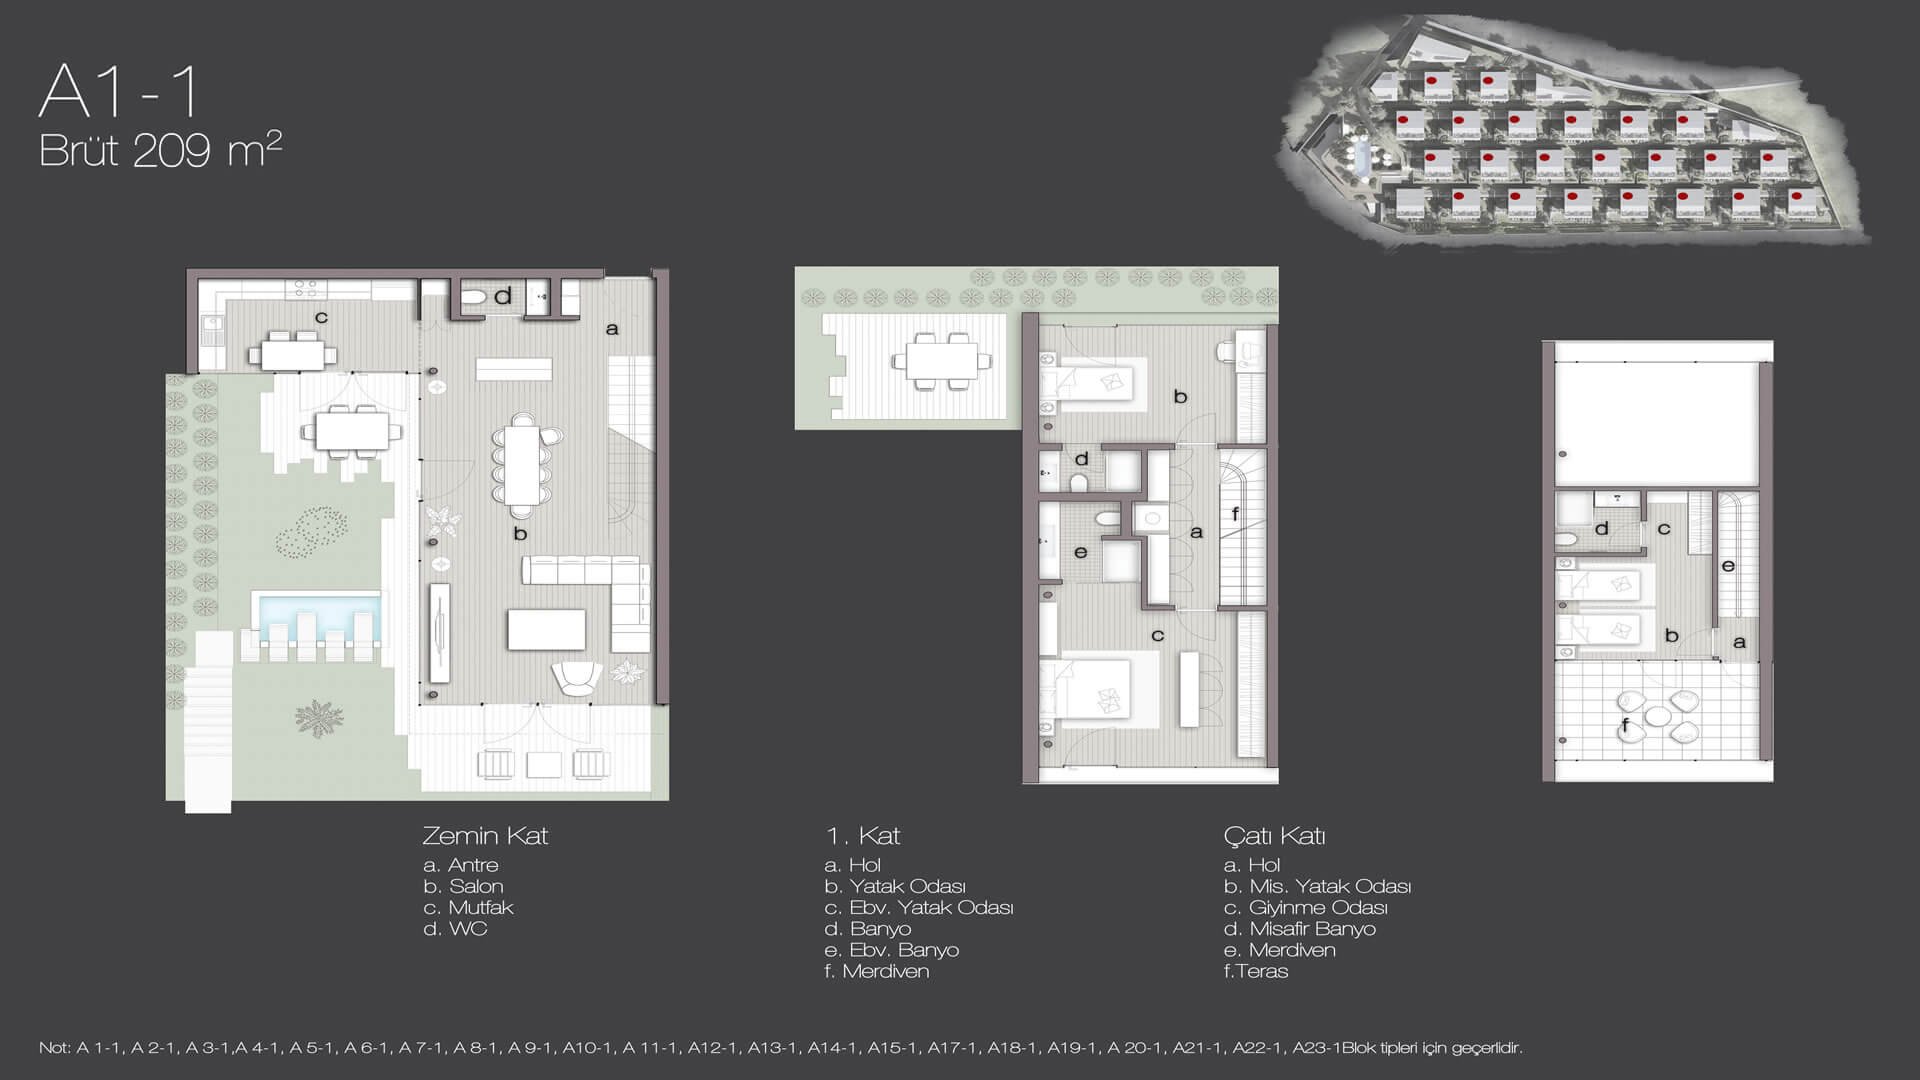 A1-1
Brüt 209 m²
c
d
a
b
b
d
a
f
e
c
d
c
e
b
a
f
Zemin Kat
a. Antre
b. Salon
c. Mutfak
d. WC
1. Kat
a. Hol
b. Yatak Odası
c. Ebv. Yatak Odası
d. Banyo
e. Ebv. Banyo
f. Merdiven
Çatı Katı
a. Hol
b. Mis. Yatak Odası
c. Giyinme Odası
d. Misafir Banyo
e. Merdiven
f.Teras
Not: A 1-1, A 2-1, A 3-1,A 4-1, A 5-1, A 6-1, A 7-1, A 8-1, A 9-1, A10-1, A 11-1, A12-1, A13-1, A14-1, A15-1, A17-1, A18-1, A19-1, A 20-1, A21-1, A22-1, A23-1Blok tipleri için geçerlidir.